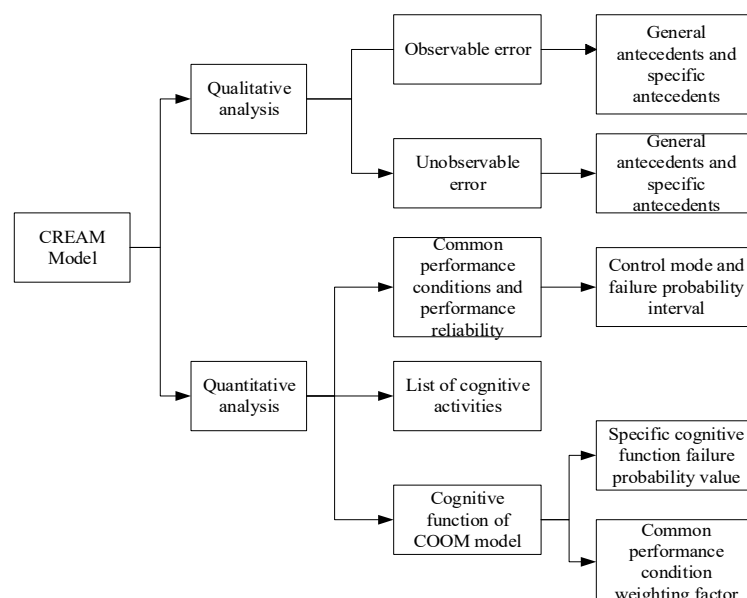 General
antecedents and
specific
antecedents
Observable error
Qualitative
analysis
Unobservable
error
General
antecedents and
specific
antecedents
CREAM
Model
Common
performance
conditions and
performance
reliability
Control mode and
failure probability
interval
Quantitative
analysis
List of cognitive
activities
Specific cognitive
function failure
probability value
Cognitive
function of
COOM model
Common
performance
condition
weighting factor